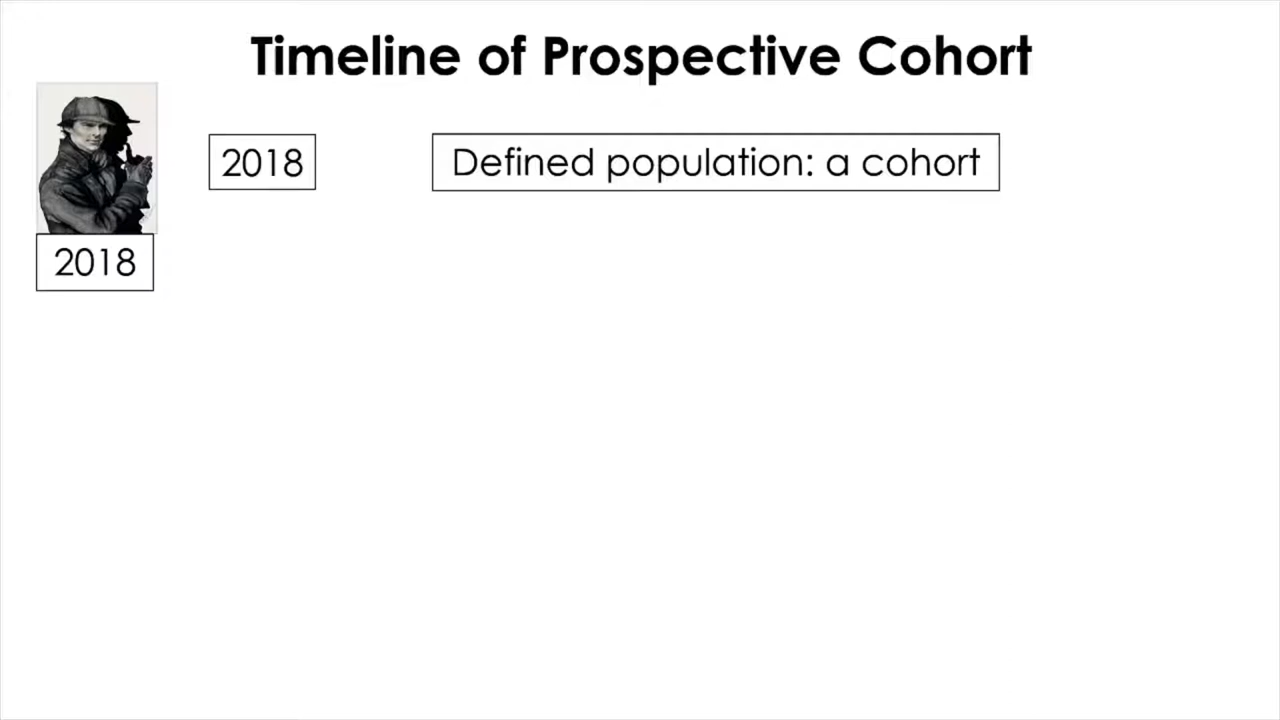 Timeline of Prospective Cohort
2018
Defined population: a cohort
2018